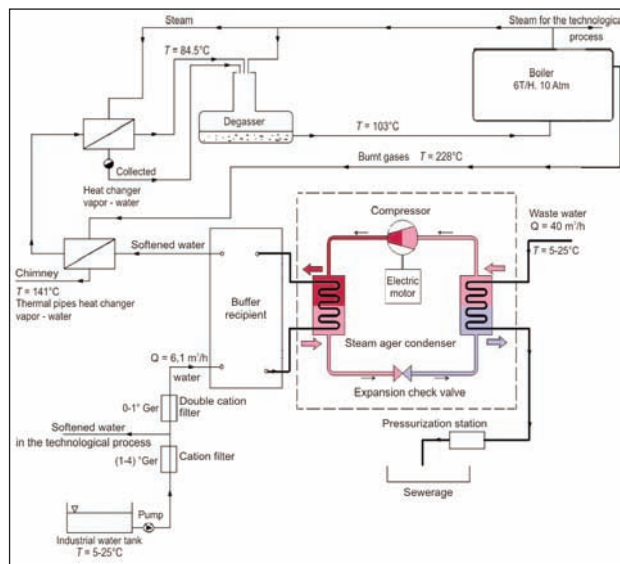 Steam
Steam for the technological
process
T = 84.5°C
Boiler
6T/H. 10 Atm
Degasser
T = 103°C
Collected
Burnt gases
T = 228°C
Heat changer
vapor - water
Compressor
Waste water
Q = 40 m³/h
T = 5-25°C
Softened water
Chimney
T = 141°C
Thermal pipes heat changer
vapor - water
Electric
motor
Buffer
recipient
Steam ager condenser
Q = 6,1 m³/h
water
Expansion check valve
0-1° Ger
Double cation
filter
Softened water
in the technological process
Pressurization station
(1-4) °Ger
Cation filter
Sewerage
Pump
Industrial water tank
T = 5-25°C